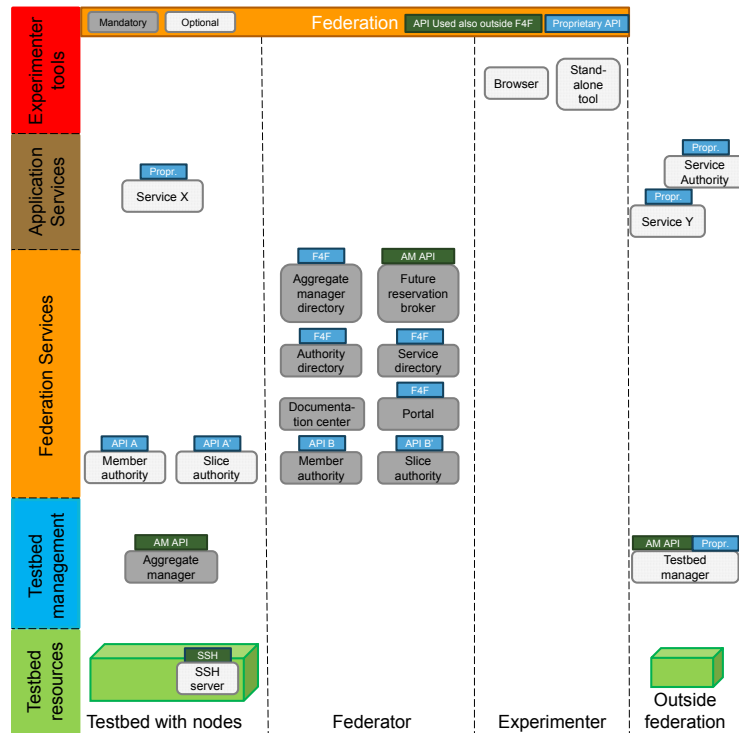 Mandatory
Optional
Federation
API Used also outside F4F
Proprietary API
Experimenter
tools
Browser
Stand-
alone
tool
Application
Services
Propr.
Service X
Propr.
Service
Authority
Propr.
Service Y
Federation Services
F4F
Aggregate
manager
directory
AM API
Future
reservation
broker
F4F
Authority
directory
F4F
Service
directory
Documenta-
tion center
F4F
Portal
API A
Member
authority
API A'
Slice
authority
API B
Member
authority
API B'
Slice
authority
Testbed
management
AM API
Aggregate
manager
AM API
Propr.
Testbed
manager
Testbed
resources
SSH
SSH
server
Testbed with nodes
Federator
Experimenter
Outside
federation